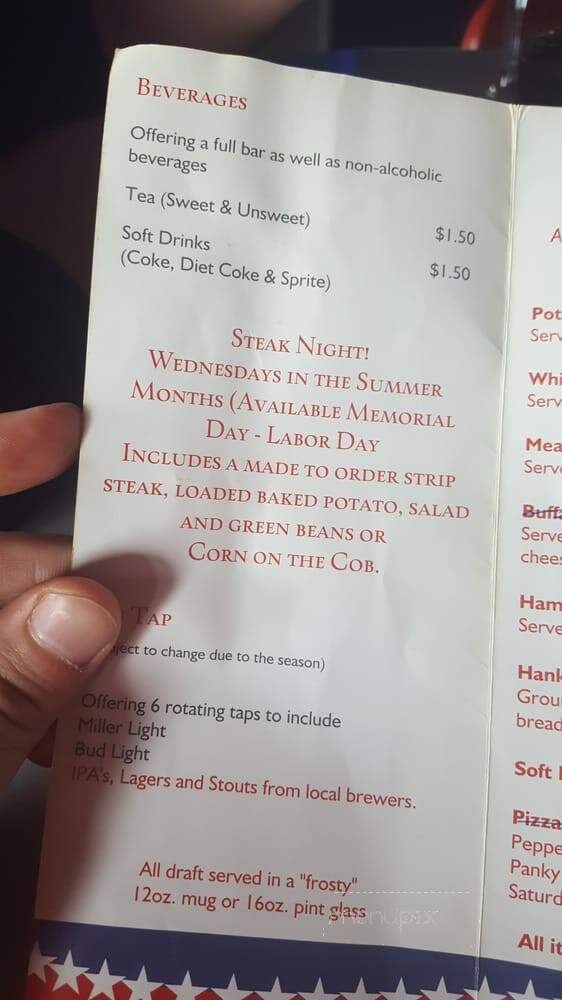 Beverages
Offering a full bar as well as non-alcoholic
beverages
Tea (Sweet & Unsweet)
$1.50
Soft Drinks
$1.50
(Coke, Diet Coke & Sprite)
Steak Night!
Wednesdays in the Summer
Months (Available Memorial
Day - Labor Day
Includes a made to order strip
steak, loaded baked potato, salad
and green beans or
Corn on the Cob.
Tap
ject to change due to the season)
Offering 6 rotating taps to include
Miller Light
Bud Light
IPA's, Lagers and Stouts from local brewers.
All draft served in a "frosty"
12oz. mug or 16oz. pint glass
menupix
A
Pot
Serv
Whi
Serv
Mea
Serve
Buff
Serve
chees
Ham
Serve
Hank
Grou
bread
Soft
Pizza
Peppe
Panky
Saturd
All it